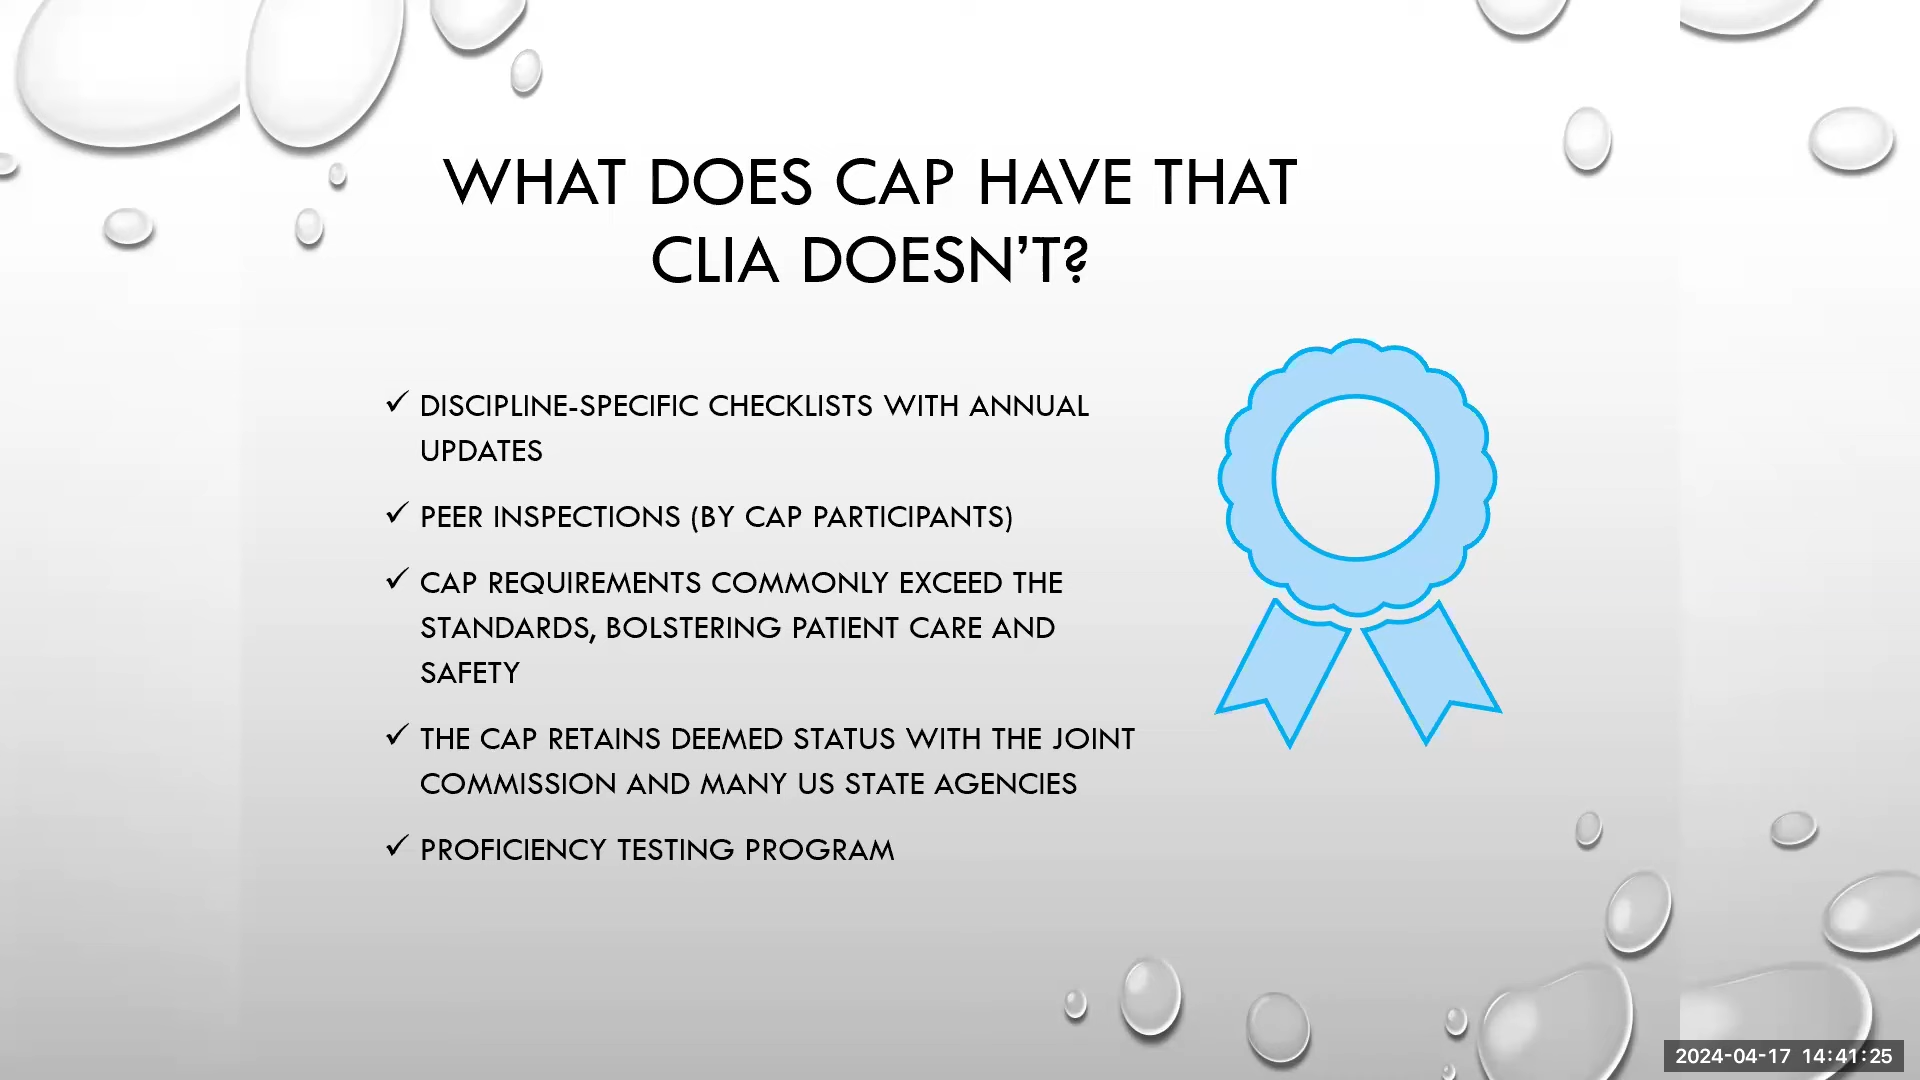 WHAT DOES CAP HAVE THAT
CLIA DOESN’T?
✓ DISCIPLINE-SPECIFIC CHECKLISTS WITH ANNUAL
UPDATES
✓ PEER INSPECTIONS (BY CAP PARTICIPANTS)
✓ CAP REQUIREMENTS COMMONLY EXCEED THE
STANDARDS, BOLSTERING PATIENT CARE AND
SAFETY
✓ THE CAP RETAINS DEEMED STATUS WITH THE JOINT
COMMISSION AND MANY US STATE AGENCIES
✓ PROFICIENCY TESTING PROGRAM
2024-04-17 14:41:25